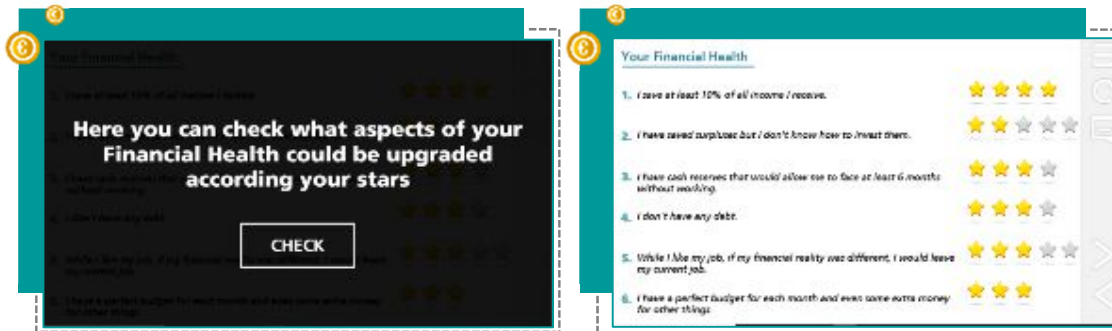 Your Financial Health
Here you can check what aspects of your
Financial Health could be upgraded
according your stars
CHECK
Your Financial Health
1. I save at least 10% of all income I receive.
2. I have saved surpluses but I don't know how to invest them.
3. I have cash reserves that would allow me to face at least 6 months
without working.
4. I don't have any debt.
5. While I like my job, if my financial reality was different, I would leave
my current job.
6. I have a perfect budget for each month and even some extra money
for other things